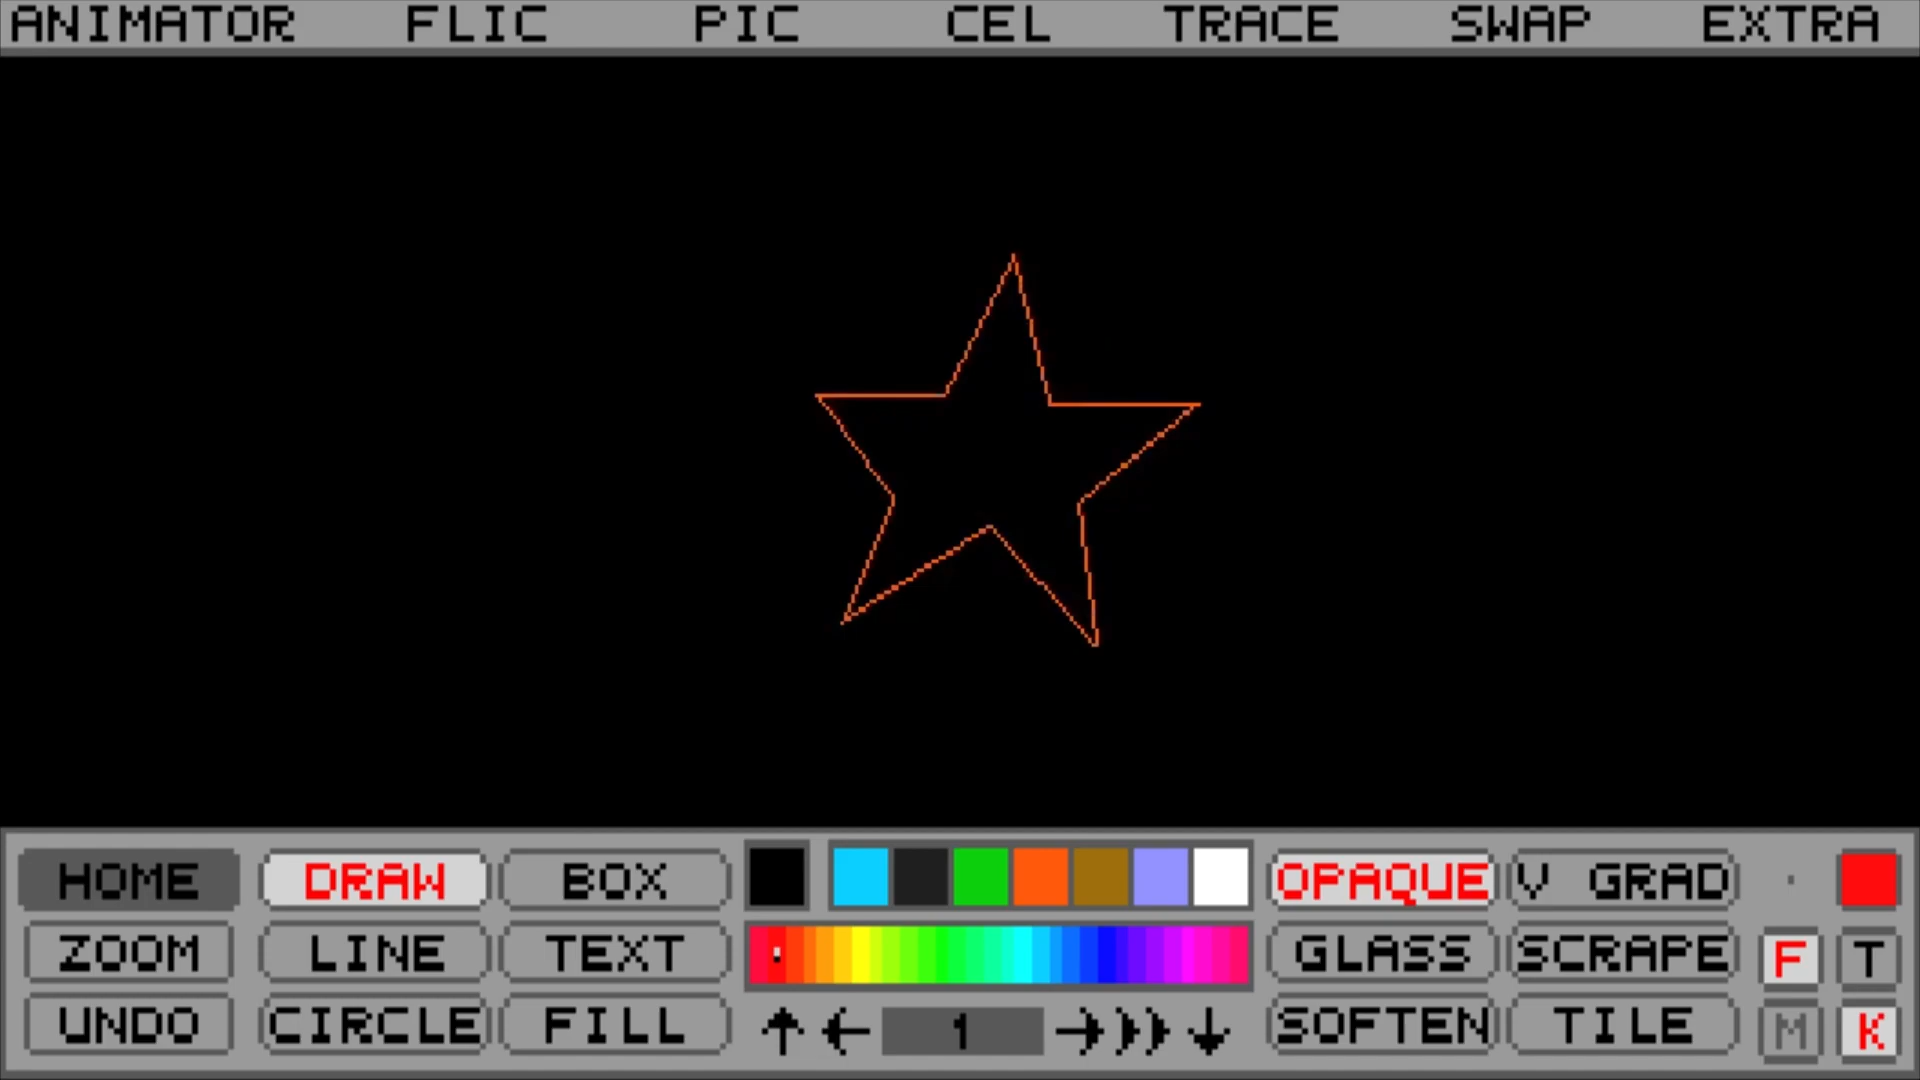 ANIMATOR FLIC PIC CEL TRACE SWAP EXTRA
HOME DRAW BOX OPAQUE V GRAD
ZOOM LINE TEXT GLASS SCRAPE F T
UNDO CIRCLE FILL 1 SOFTEN TILE M K